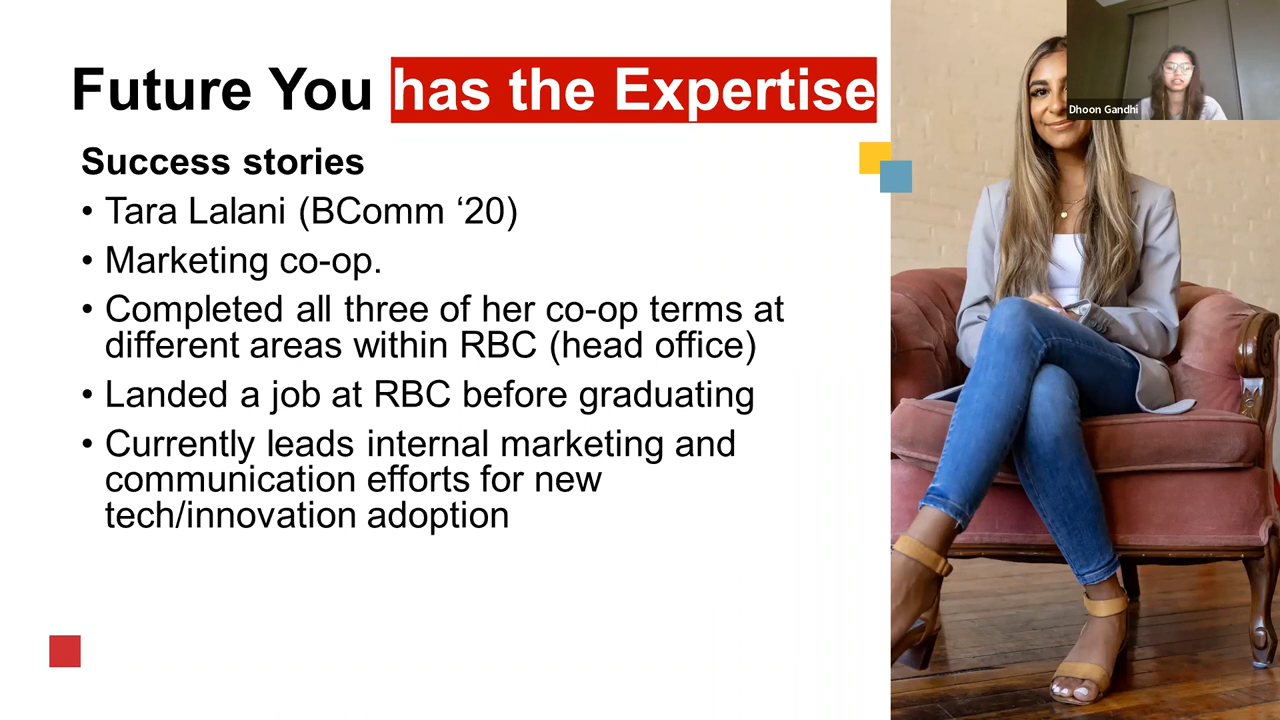 Future You has the Expertise
Success stories
• Tara Lalani (BComm ‘20)
• Marketing co-op.
• Completed all three of her co-op terms at
different areas within RBC (head office)
• Landed a job at RBC before graduating
• Currently leads internal marketing and
communication efforts for new
tech/innovation adoption
Dhoon Gandhi